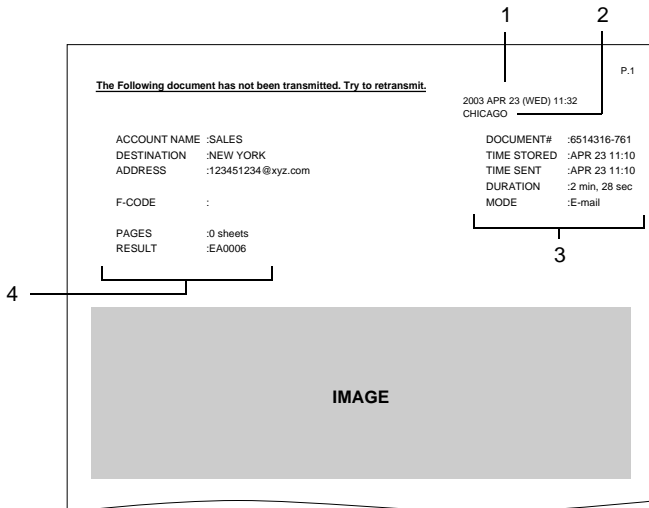 1 2
P.1
The Following document has not been transmitted. Try to retransmit.
2003 APR 23 (WED) 11:32
CHICAGO
ACCOUNT NAME :SALES
DESTINATION :NEW YORK
ADDRESS :123451234@xyz.com
F-CODE :
PAGES :0 sheets
RESULT :EA0006
DOCUMENT# :6514316-761
TIME STORED :APR 23 11:10
TIME SENT :APR 23 11:10
DURATION :2 min, 28 sec
MODE :E-mail
3
4
IMAGE